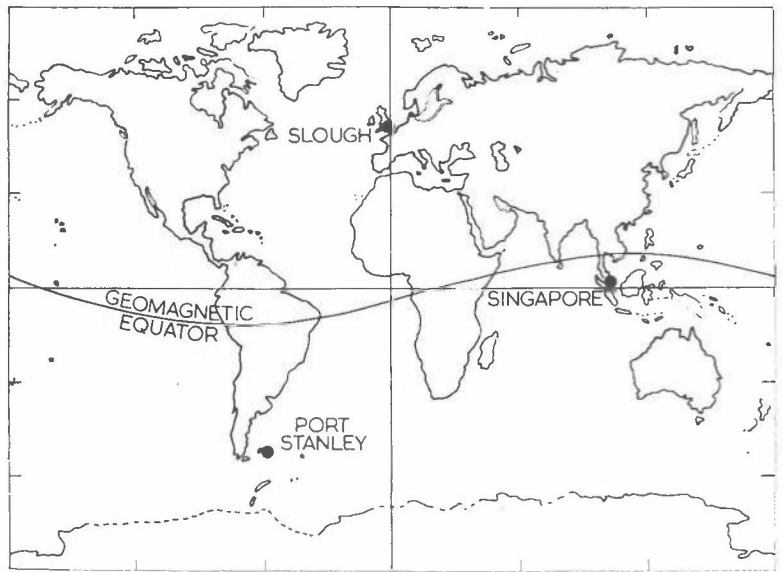 SLOUGH
GEOMAGNETIC
EQUATOR
SINGAPORE
PORT
STANLEY